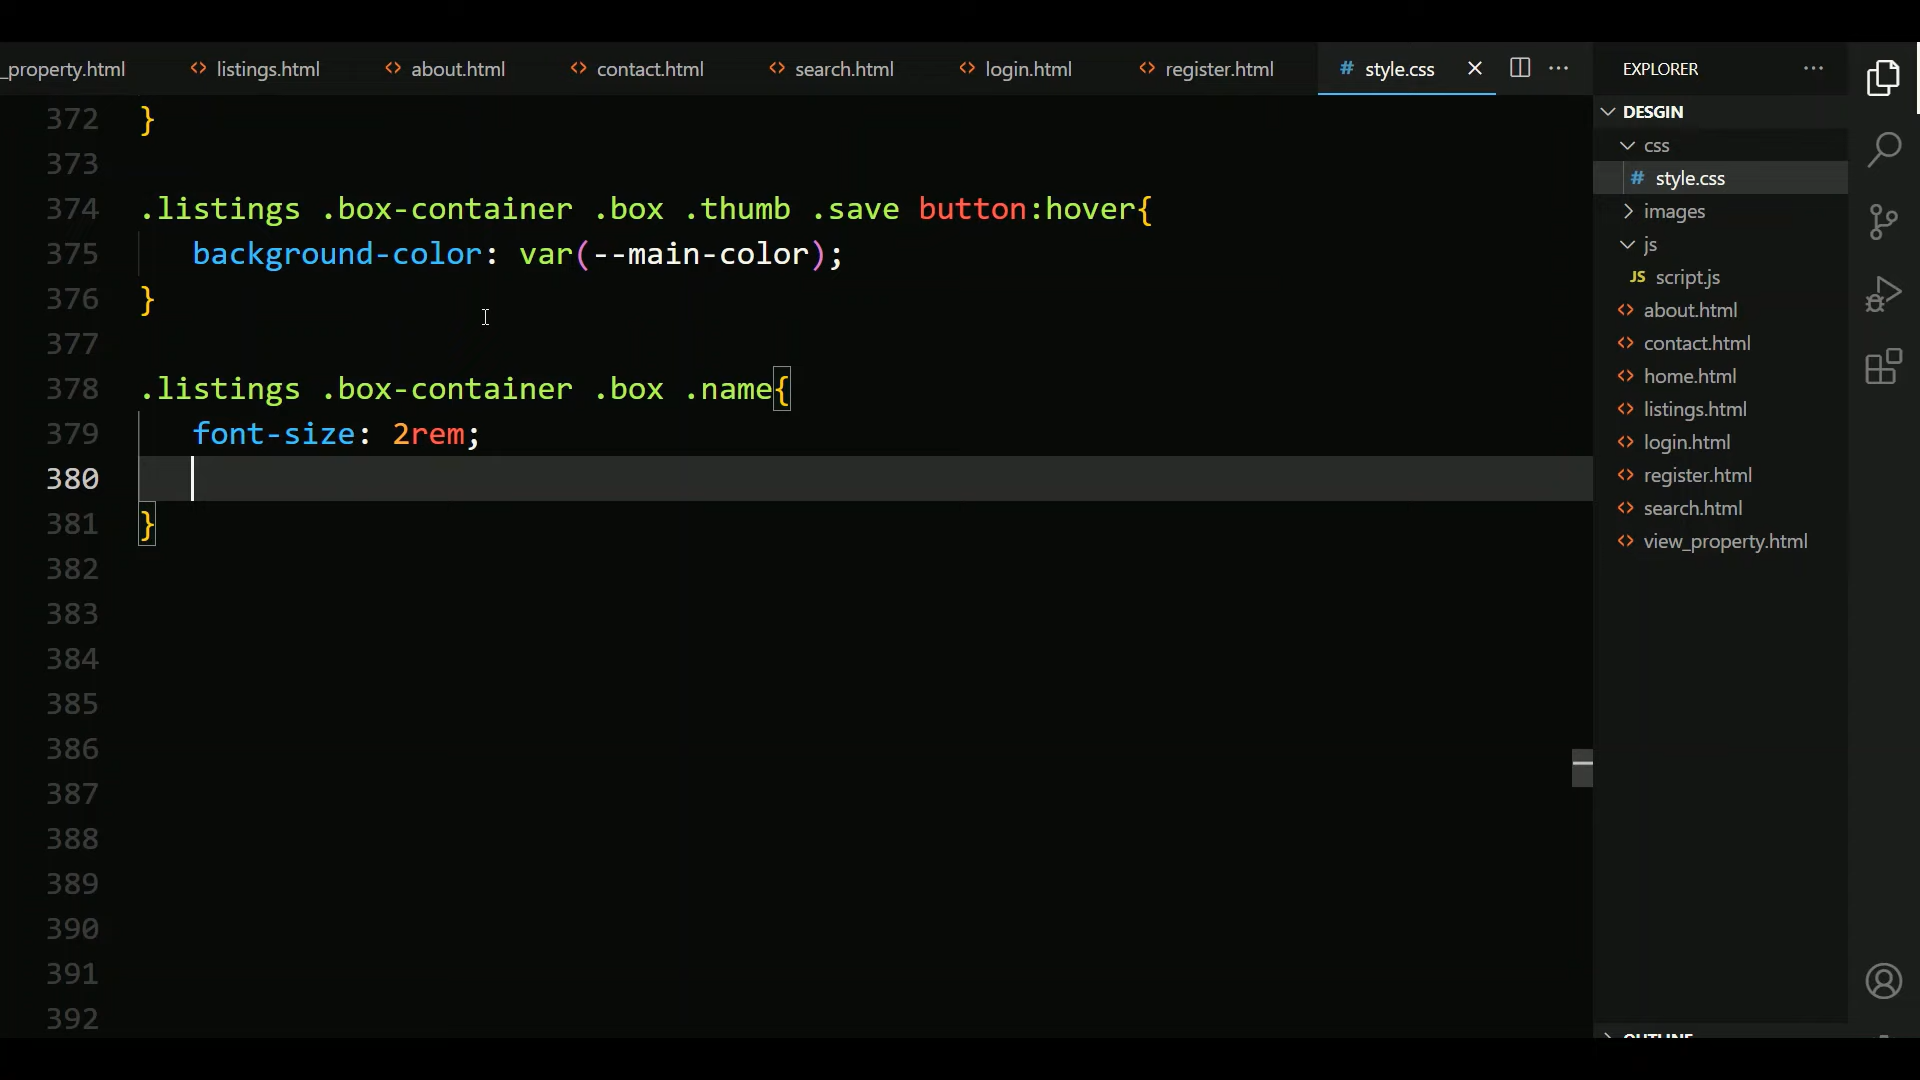 _property.html
listings.html
about.html
contact.html
search.html
login.html
register.html
# style.css
372 }
373
374 .listings .box-container .box .thumb .save button:hover{
375 background-color: var(--main-color);
376 }
377
378 .listings .box-container .box .name{
379 font-size: 2rem;
380
381 }
382
383
384
385
386
387
388
389
390
391
392
EXPLORER
DESGIN
css
# style.css
images
js
JS script.js
about.html
contact.html
home.html
listings.html
login.html
register.html
search.html
view_property.html
OUTLINE